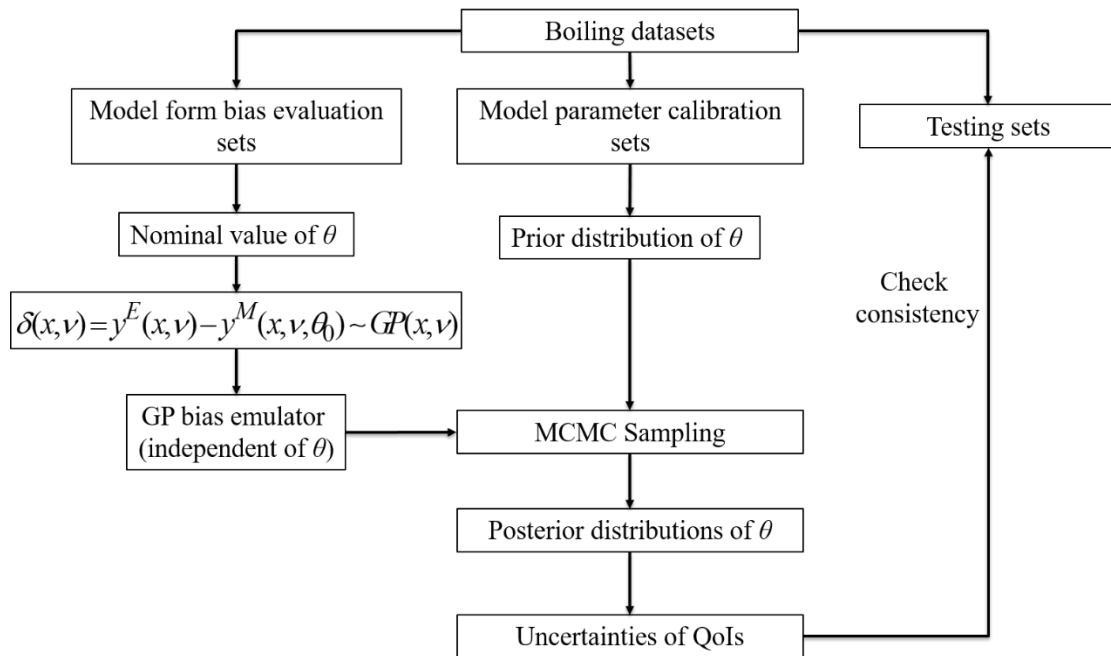 Boiling datasets
Model form bias evaluation
sets
Model parameter calibration
sets
Testing sets
Nominal value of θ
Prior distribution of θ
δ(x,ν)=y^E(x,ν)−y^M(x,ν,θ₀)~GP(x,ν)
Check
consistency
GP bias emulator
(independent of θ)
MCMC Sampling
Posterior distributions of θ
Uncertainties of QoIs